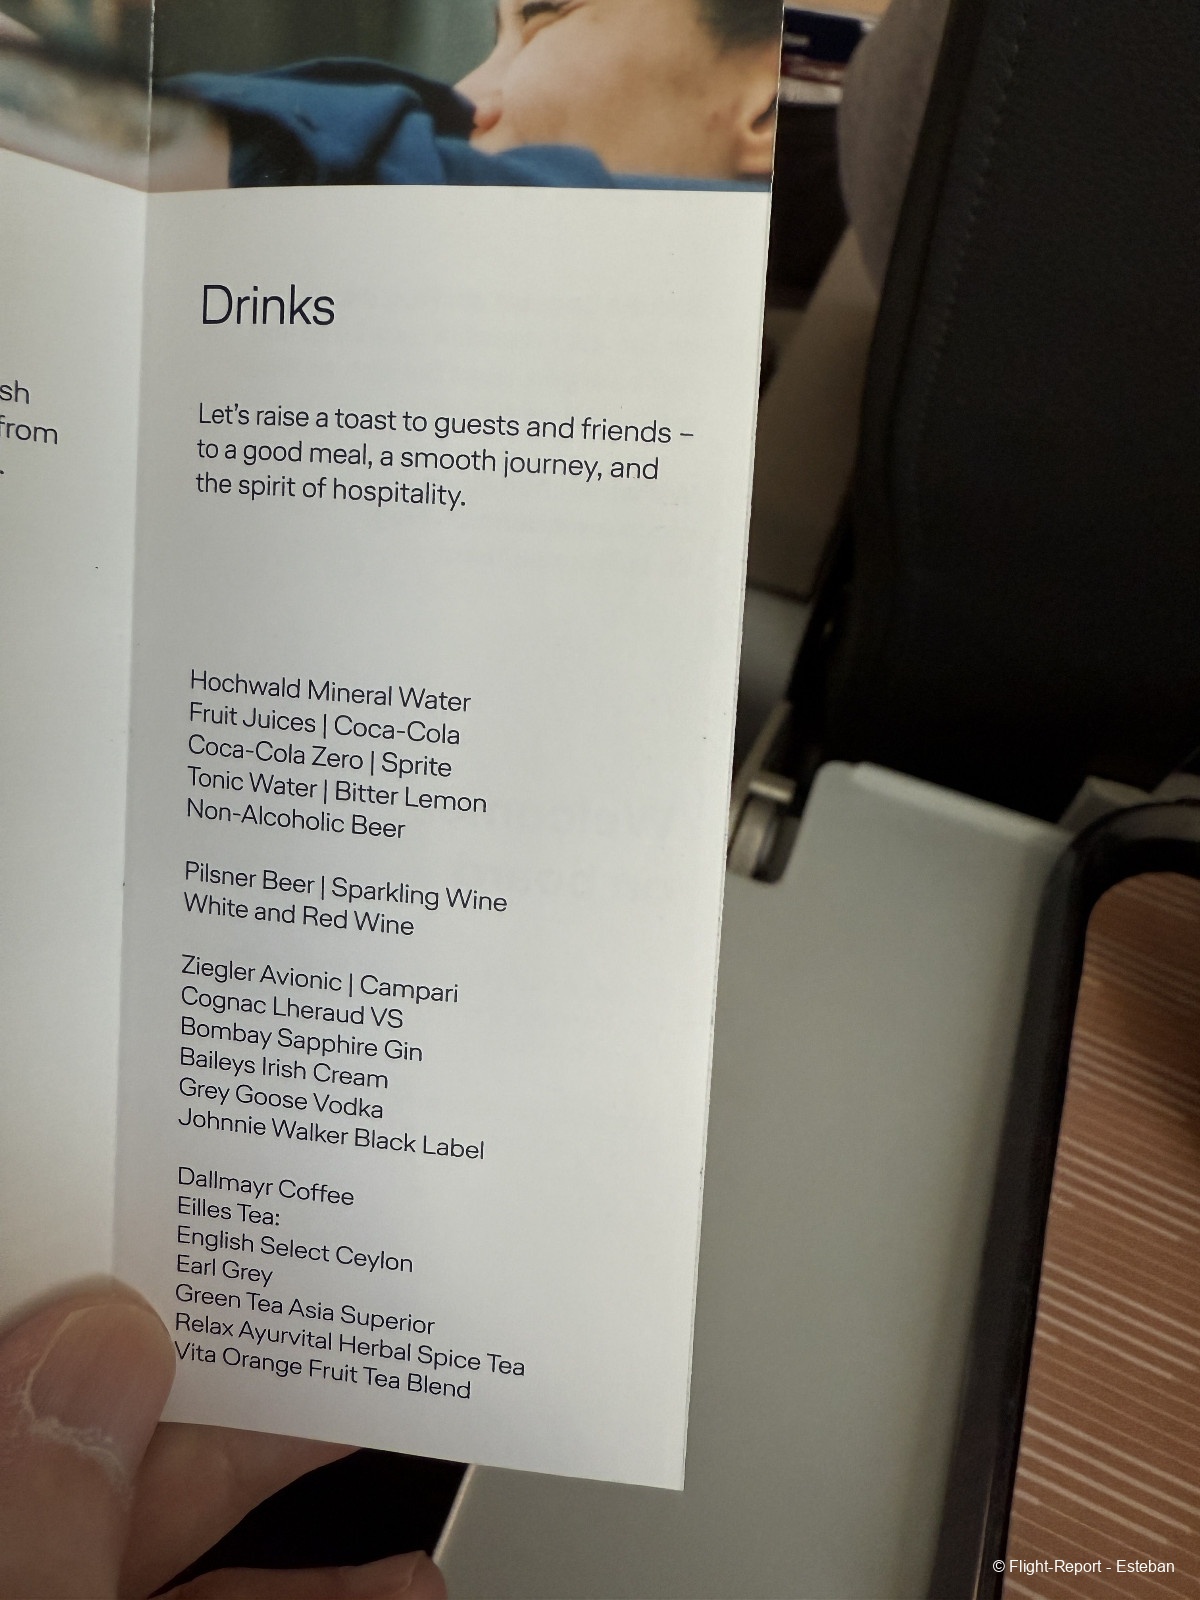 sh
from
.
Drinks
Let's raise a toast to guests and friends –
to a good meal, a smooth journey, and
the spirit of hospitality.
Hochwald Mineral Water
Fruit Juices | Coca-Cola
Coca-Cola Zero | Sprite
Tonic Water | Bitter Lemon
Non-Alcoholic Beer
Pilsner Beer | Sparkling Wine
White and Red Wine
Ziegler Avionic | Campari
Cognac Lheraud VS
Bombay Sapphire Gin
Baileys Irish Cream
Grey Goose Vodka
Johnnie Walker Black Label
Dallmayr Coffee
Eilles Tea:
English Select Ceylon
Earl Grey
Green Tea Asia Superior
Relax Ayurvital Herbal Spice Tea
Vita Orange Fruit Tea Blend
© Flight-Report - Esteban